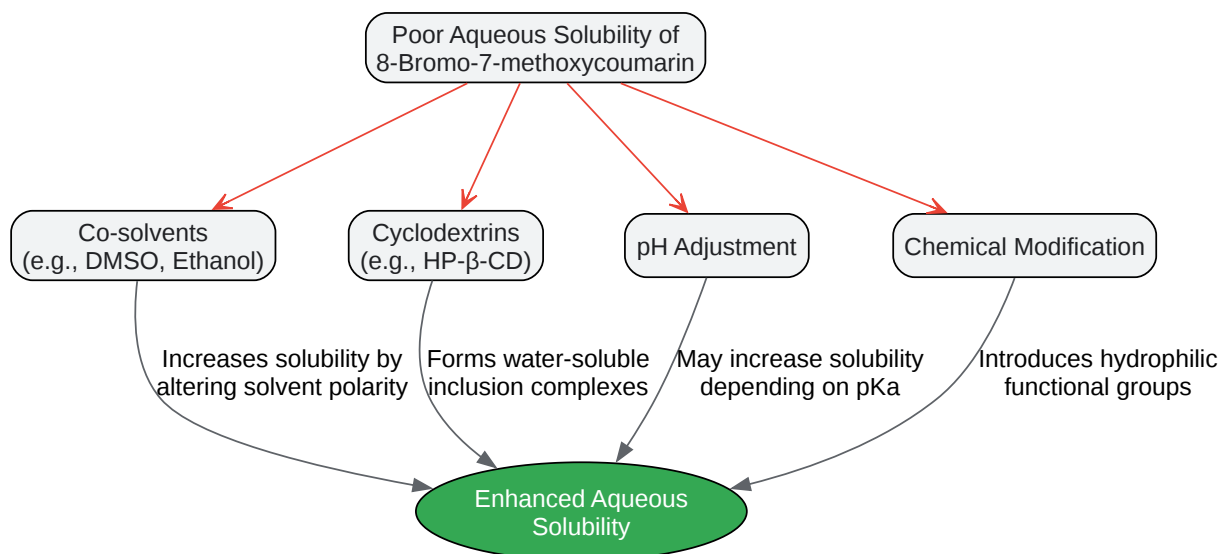 Poor Aqueous Solubility of
8-Bromo-7-methoxycoumarin
Co-solvents
(e.g., DMSO, Ethanol)
Cyclodextrins
(e.g., HP-β-CD)
pH Adjustment
Chemical Modification
Increases solubility by
altering solvent polarity
Forms water-soluble
inclusion complexes
May increase solubility
depending on pKa
Introduces hydrophilic
functional groups
Enhanced Aqueous
Solubility